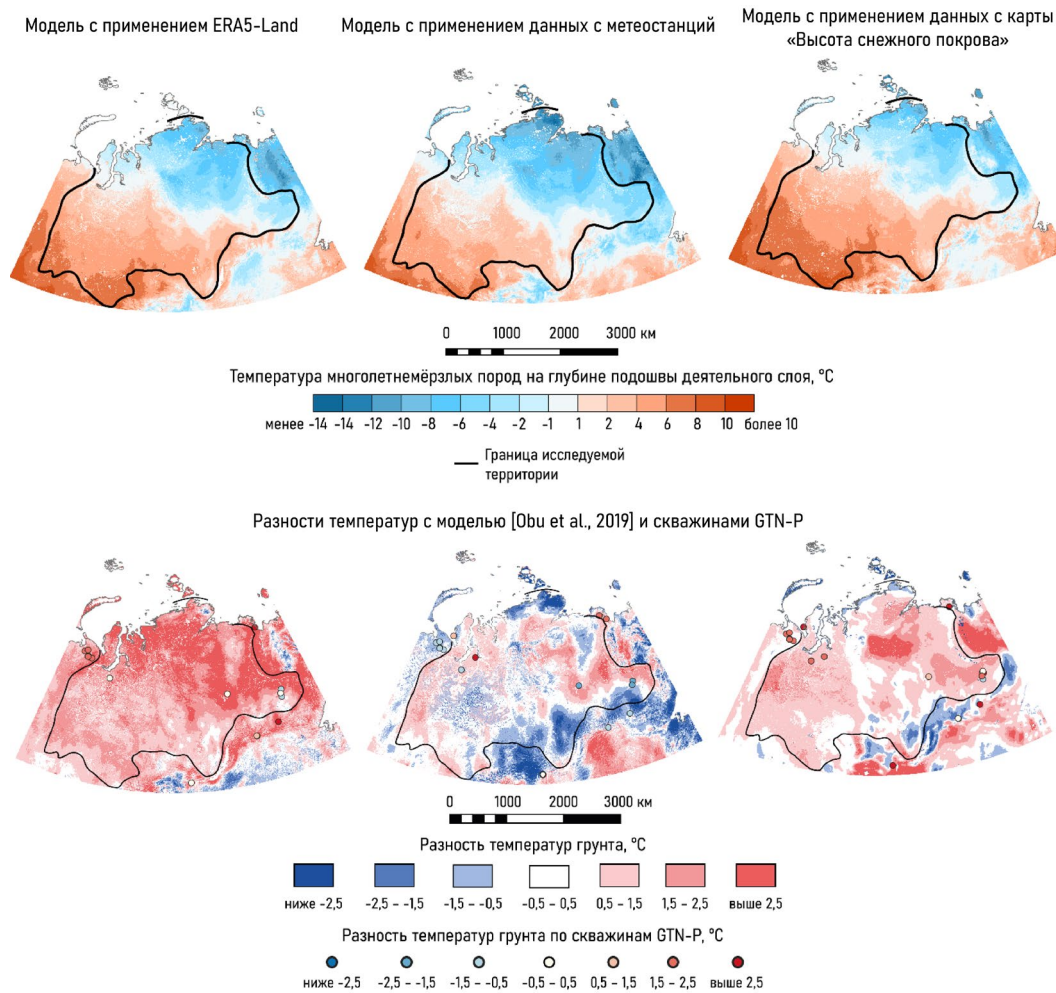 Модель с применением ERA5-Land
Модель с применением данных с метеостанций
Модель с применением данных с карты
«Высота снежного покрова»
0 1000 2000 3000 км
Температура многолетнемёрзлых пород на глубине подошвы деятельного слоя, °C
менее -14 -14 -12 -10 -8 -6 -4 -2 -1 1 2 4 6 8 10 более 10
Граница исследуемой
территории
Разности температур с моделью [Obu et al., 2019] и скважинами GTN-P
0 1000 2000 3000 км
Разность температур грунта, °C
ниже -2,5 -2,5 – -1,5 -1,5 – -0,5 -0,5 – 0,5 0,5 – 1,5 1,5 – 2,5 выше 2,5
Разность температур грунта по скважинам GTN-P, °C
ниже -2,5 -2,5 – -1,5 -1,5 – -0,5 -0,5 – 0,5 0,5 – 1,5 1,5 – 2,5 выше 2,5